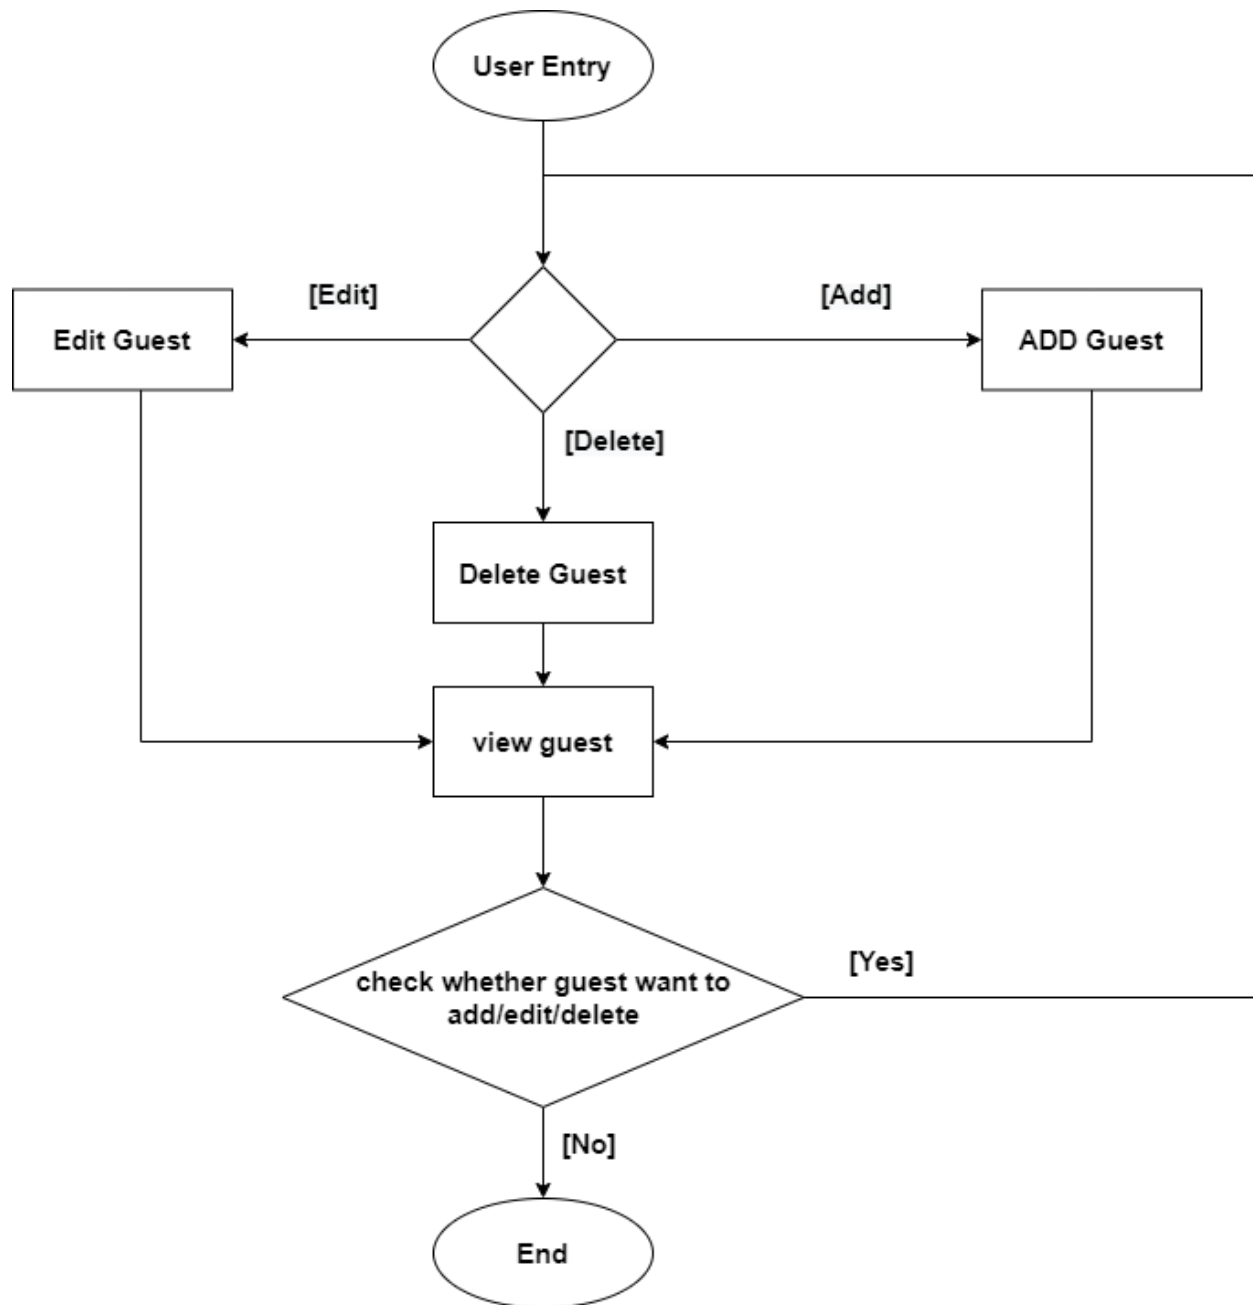 User Entry
[Edit]
[Add]
Edit Guest
ADD Guest
[Delete]
Delete Guest
view guest
check whether guest want to
add/edit/delete
[Yes]
[No]
End